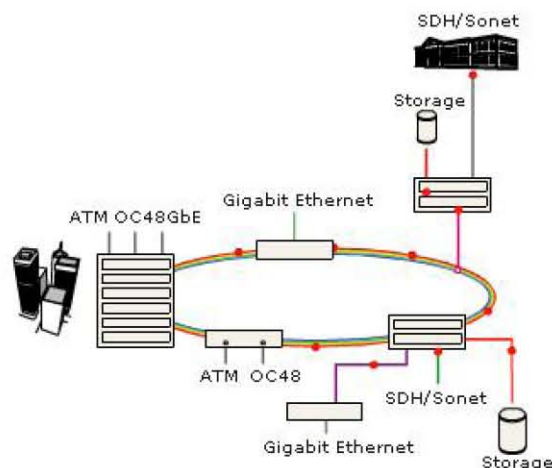 SDH/Sonet
Storage
Gigabit Ethernet
ATM OC48GbE
ATM OC48
SDH/Sonet
Gigabit Ethernet
Storage